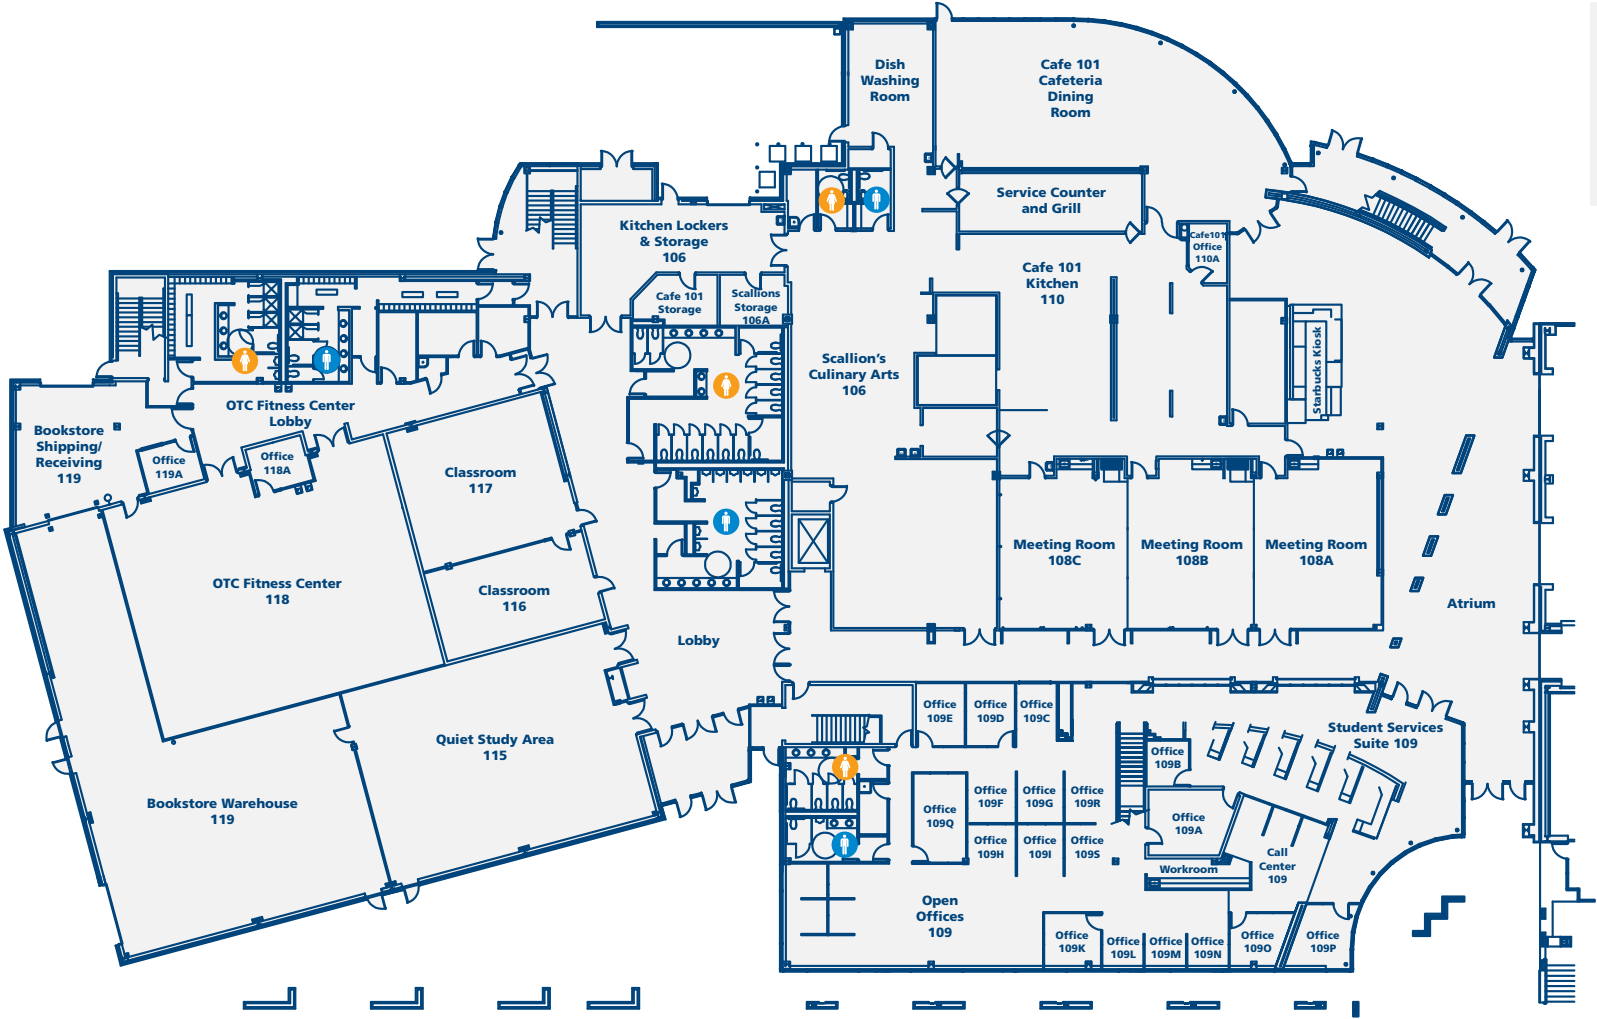 Dish
Washing
Room
Cafe 101
Cafeteria
Dining
Room
Service Counter
and Grill
Kitchen Lockers
& Storage
106
Cafe101
Office
110A
Cafe 101
Kitchen
110
Cafe 101
Storage
Scallions
Storage
106A
Starbucks Kiosk
Scallion's
Culinary Arts
106
OTC Fitness Center
Lobby
Bookstore
Shipping/
Receiving
119
Office
119A
Office
118A
Classroom
117
Meeting Room
108C
Meeting Room
108B
Meeting Room
108A
OTC Fitness Center
118
Classroom
116
Atrium
Lobby
Office
109E
Office
109D
Office
109C
Student Services
Suite 109
Quiet Study Area
115
Office
109B
Bookstore Warehouse
119
Office
109Q
Office
109F
Office
109G
Office
109R
Office
109A
Office
109H
Office
109I
Office
109S
Call
Center
109
Workroom
Open
Offices
109
Office
109K
Office
109L
Office
109M
Office
109N
Office
109O
Office
109P